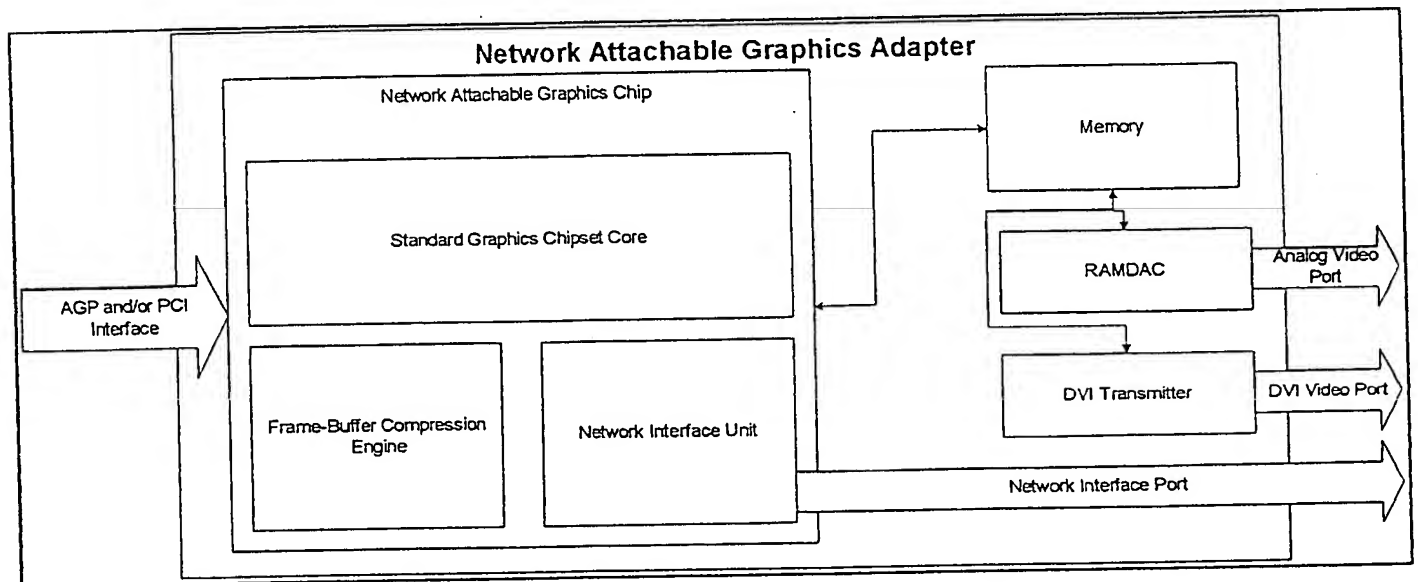 Network Attachable Graphics Adapter
Network Attachable Graphics Chip
Memory
Standard Graphics Chipset Core
RAMDAC
Analog Video
Port
AGP and/or PCI
Interface
DVI Transmitter
DVI Video Port
Frame-Buffer Compression
Engine
Network Interface Unit
Network Interface Port